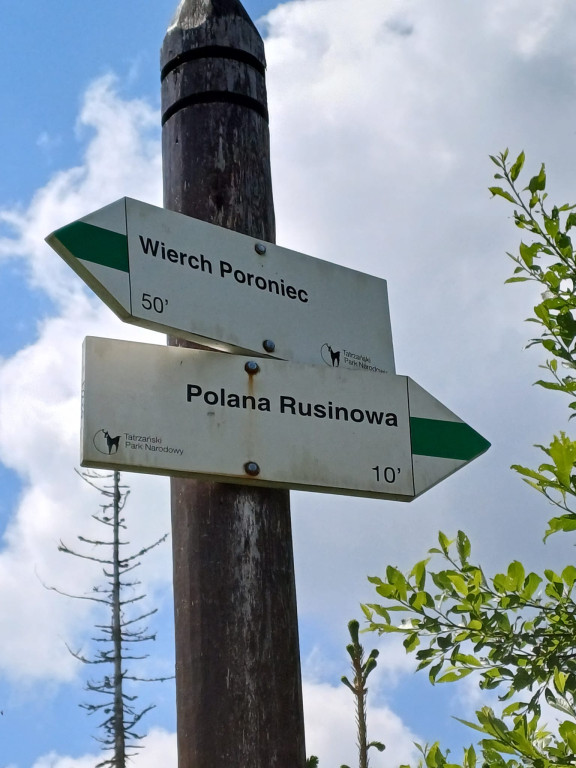 Wierch Poroniec
50'
Tatrzański
Park Narodowy
Polana Rusinowa
Tatrzański
Park Narodowy
10'